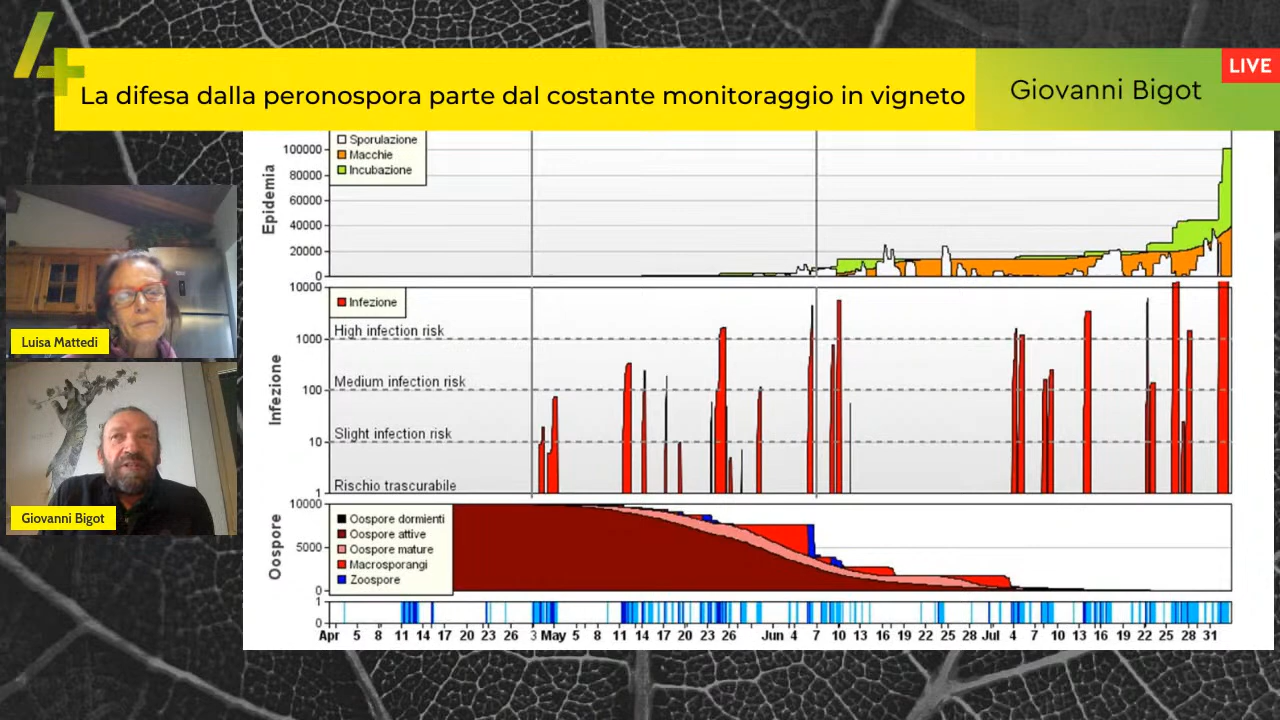 4+
La difesa dalla peronospora parte dal costante monitoraggio in vigneto
Giovanni Bigot
LIVE
Luisa Mattedi
Giovanni Bigot
Epidemia
100000
80000
60000
40000
20000
0
Sporulazione
Macchie
Incubazione
Infezione
10000
1000
100
10
1
Infezione
High infection risk
Medium infection risk
Slight infection risk
Rischio trascurabile
Oospore
10000
5000
0
Oospore dormienti
Oospore attive
Oospore mature
Macrosporangi
Zoospore
1
0
Apr 5 8 11 14 17 20 23 26 3 May 5 8 11 14 17 20 23 26 Jun 4 7 10 13 16 19 22 25 28 Jul 4 7 10 13 16 19 22 25 28 31